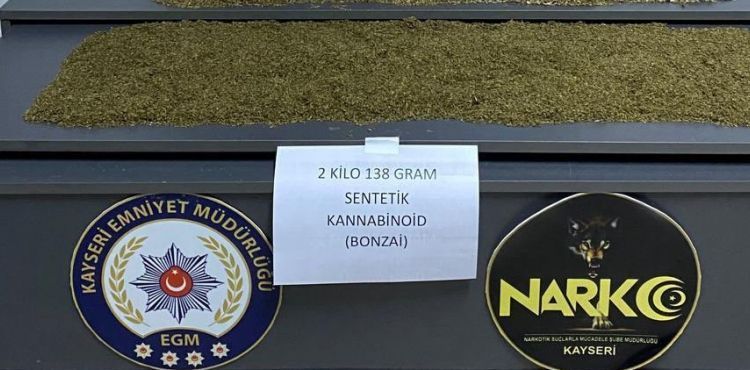 2 KİLO 138 GRAM
SENTETİK
KANNABİNOİD
(BONZAİ)
KAYSERİ EMNİYET MÜDÜRLÜĞÜ
EGM
NARKO
NARKOTİK SUÇLARLA MÜCADELE ŞUBE MÜDÜRLÜĞÜ
KAYSERİ